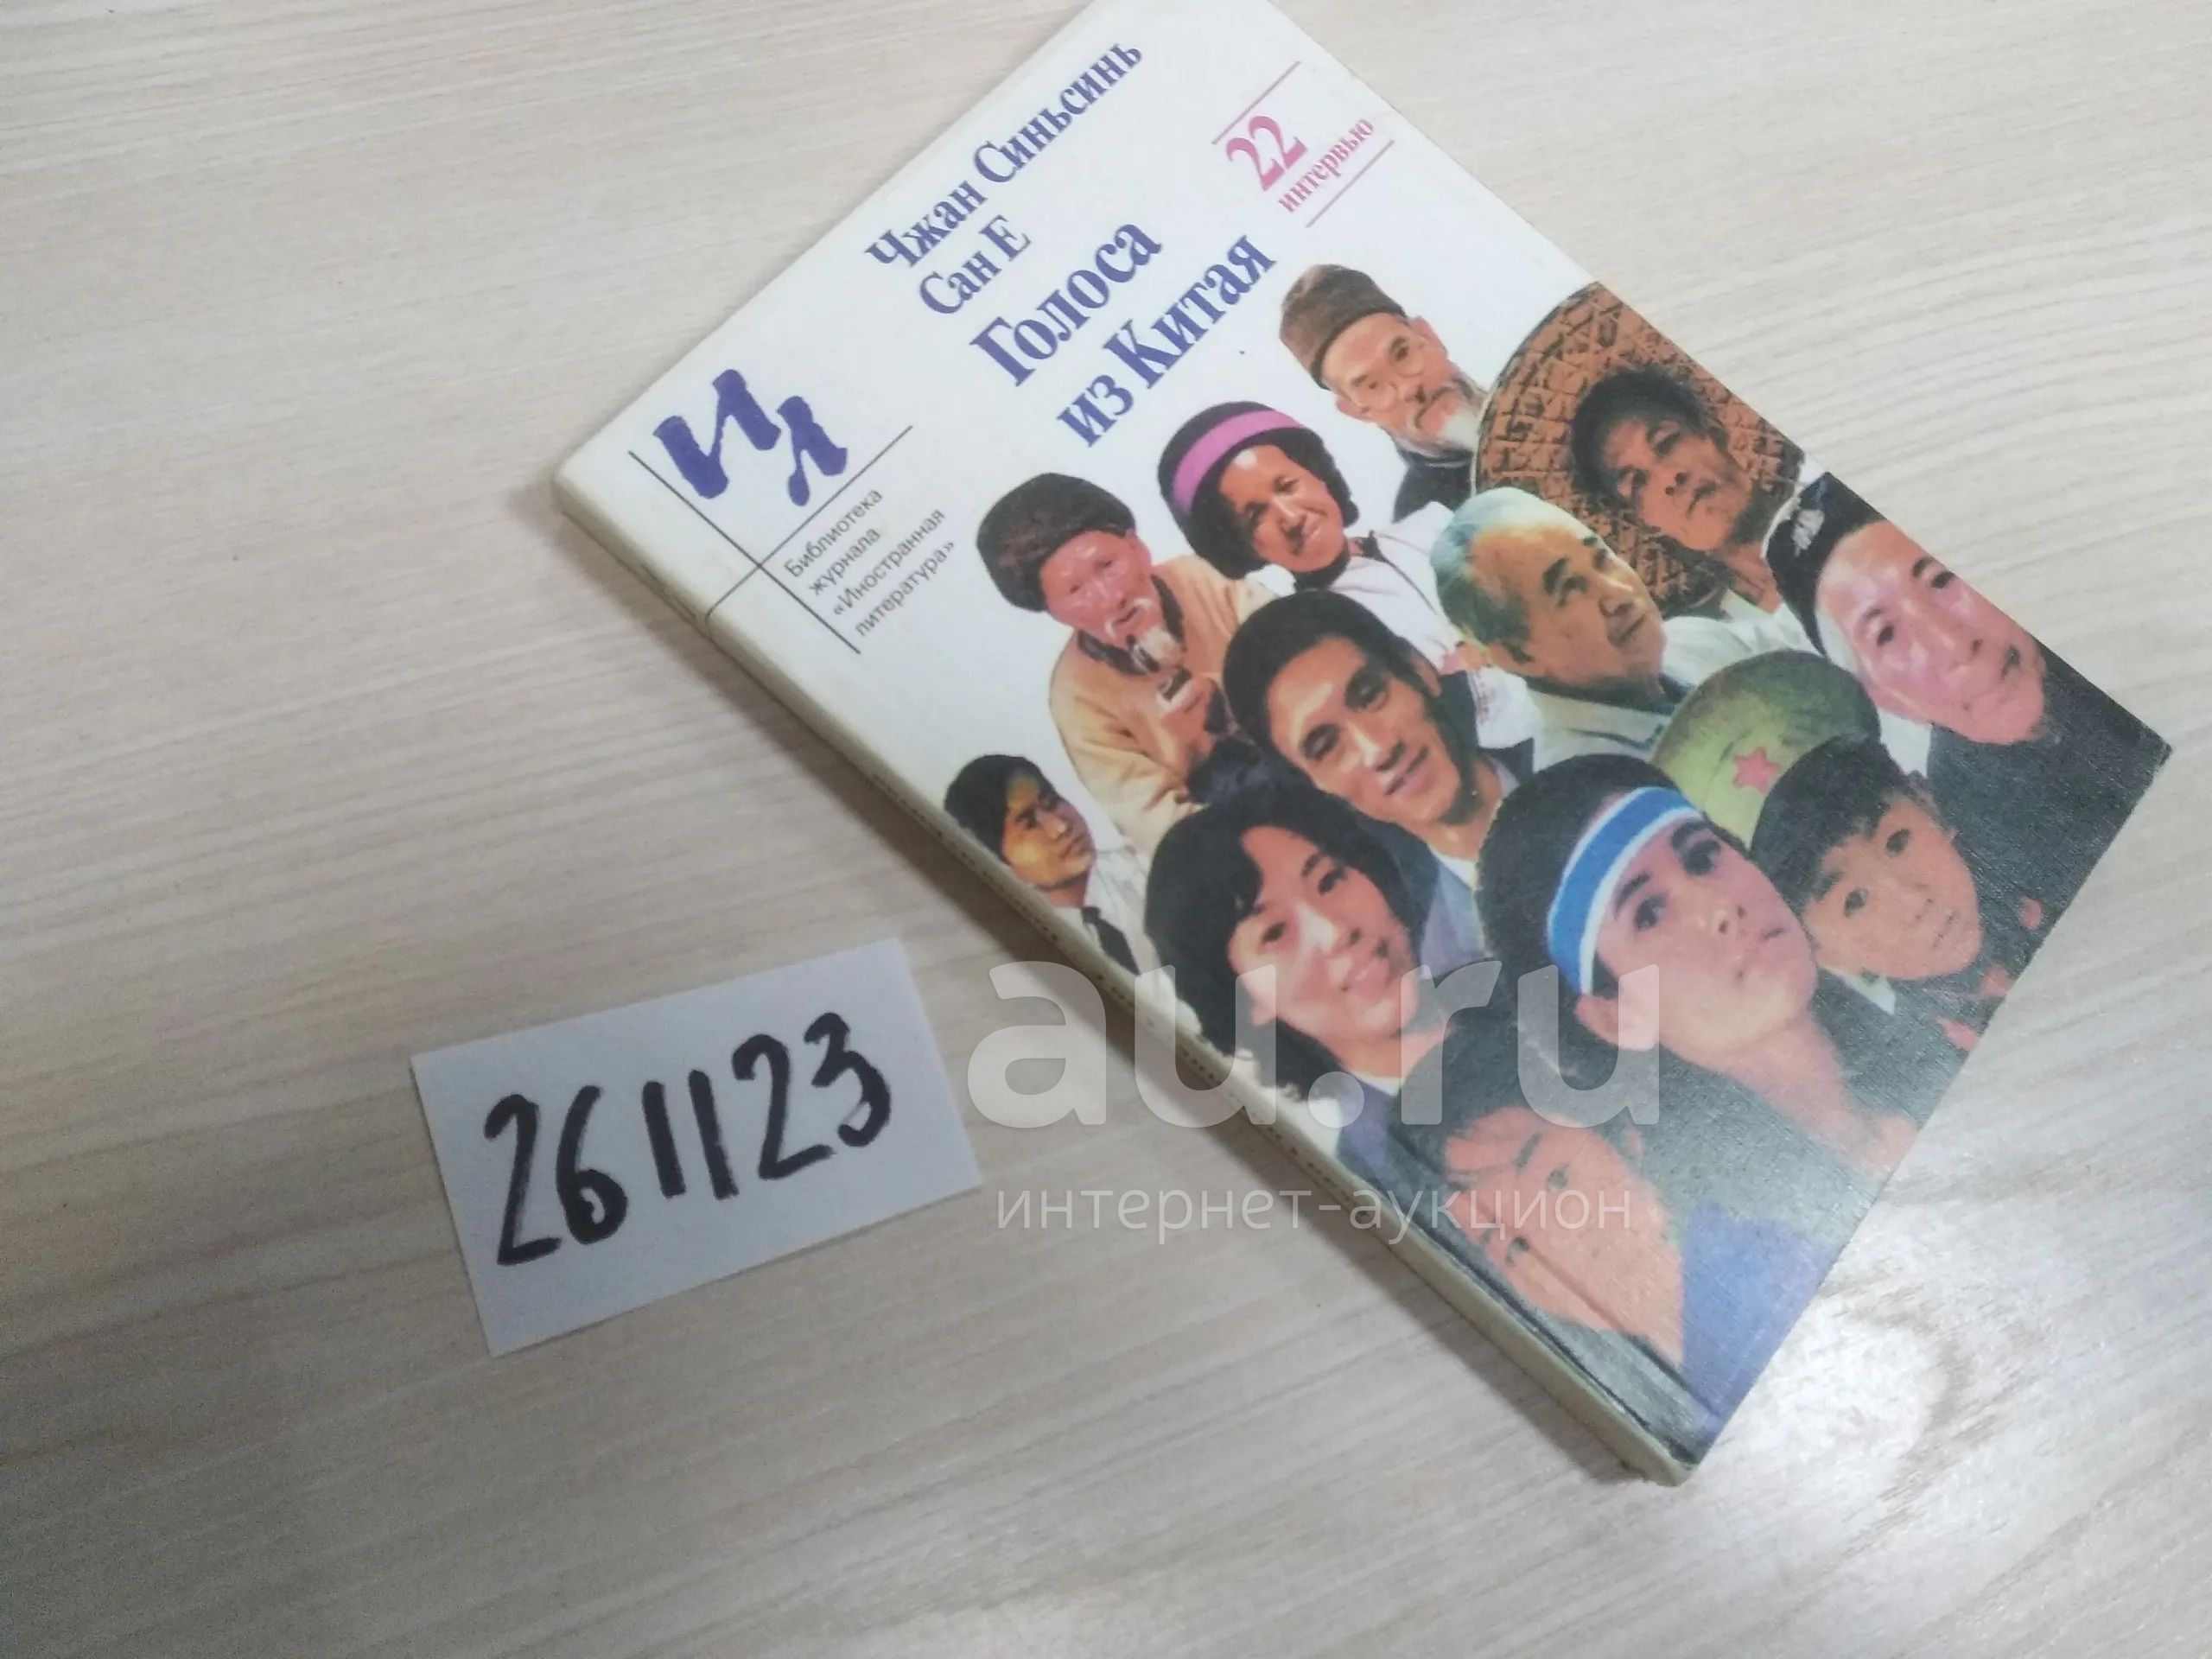 Чжан Синьсинь
Сан Е
Голоса
из Китая
22
интервью
ИЛ
Библиотека
журнала
«Иностранная
литература»
261123
au.ru
интернет-аукцион